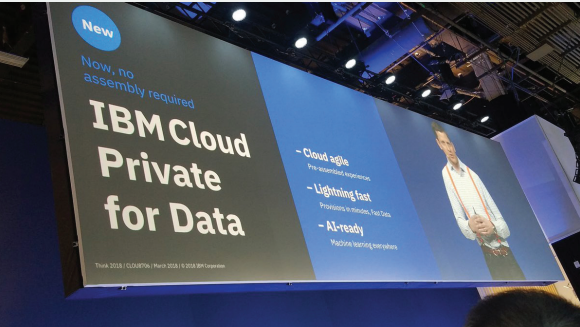 New
Now, no
assembly required
IBM Cloud
Private
for Data
Think 2018 / CLOUDTbk / March 2018 / © 2018 IBM Corporation
– Cloud agile
Pre-assembled experiences
– Lightning fast
Provisions in minutes, Fast Data
– AI-ready
Machine learning everywhere